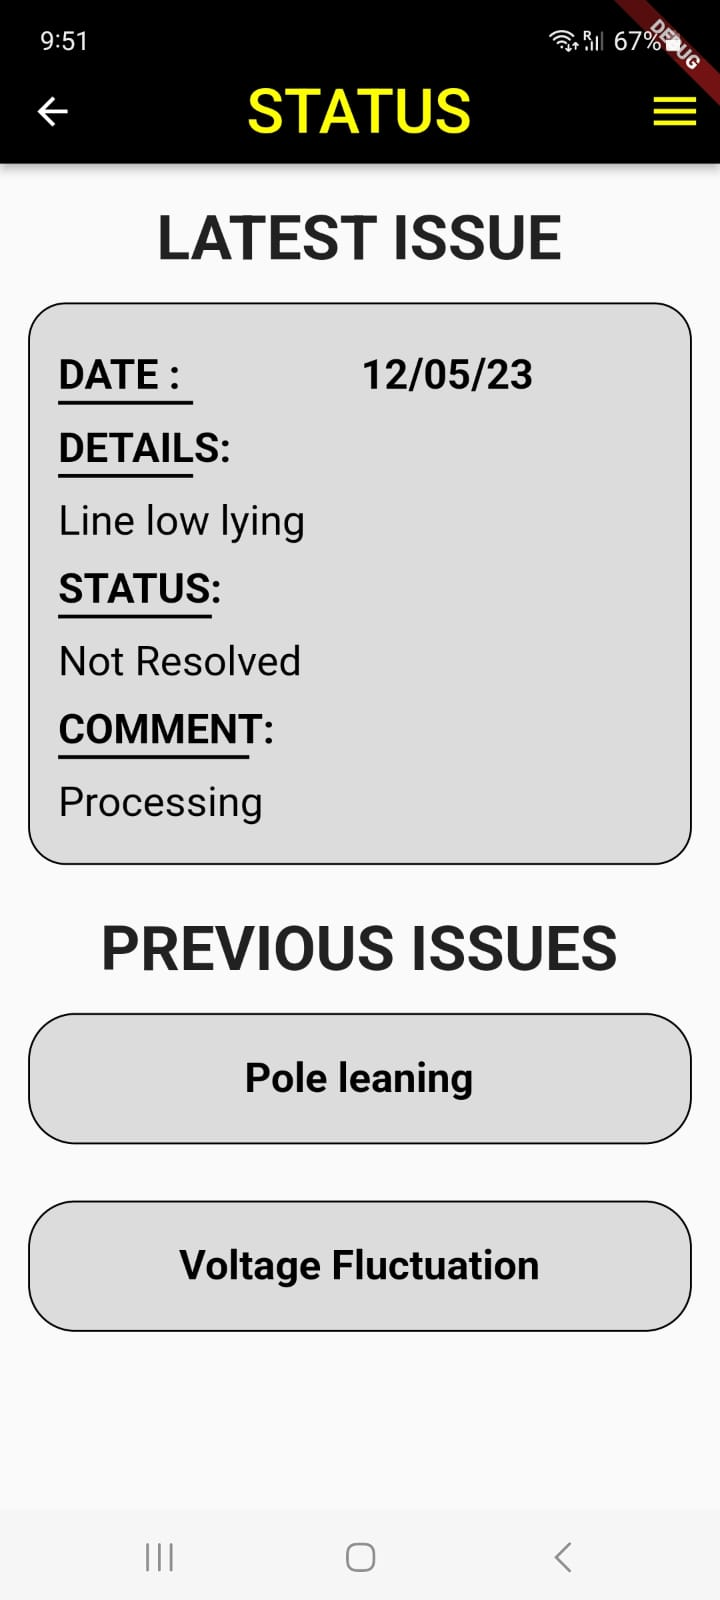 9:51
R
67%
DEBUG
STATUS
LATEST ISSUE
DATE : 12/05/23
DETAILS:
Line low lying
STATUS:
Not Resolved
COMMENT:
Processing
PREVIOUS ISSUES
Pole leaning
Voltage Fluctuation